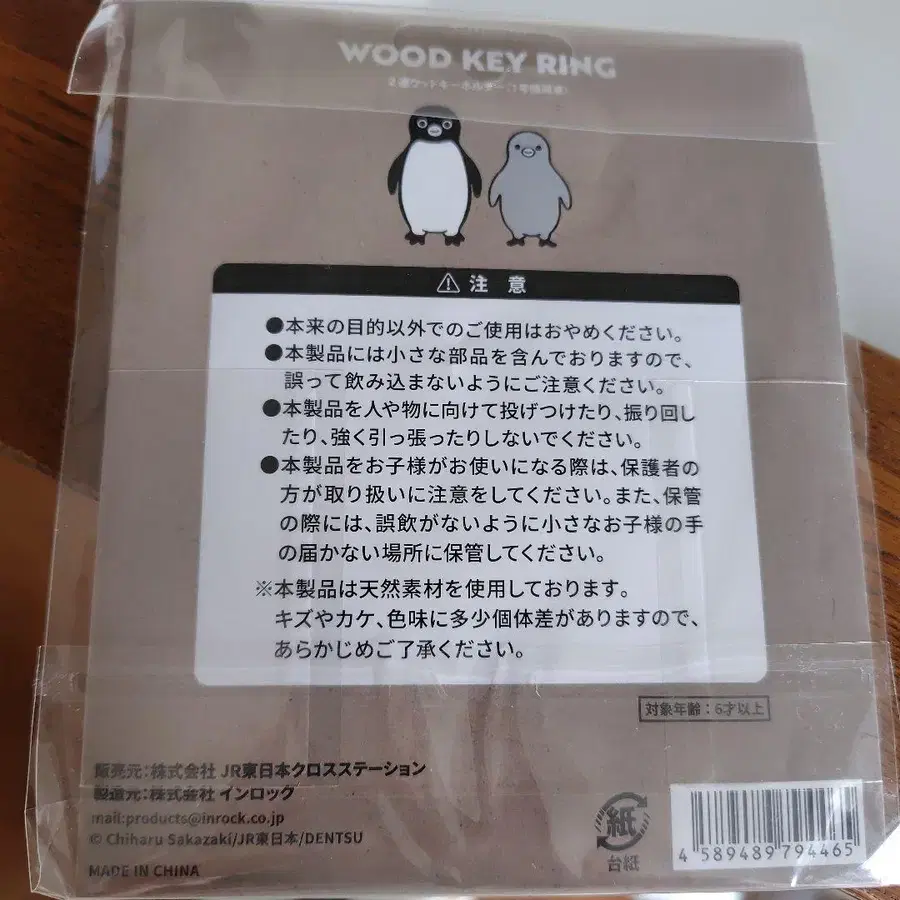 WOOD KEY RING
2連ウッドキーホルダー
⚠ 注 意
●本来の目的以外でのご使用はおやめください。
●本製品には小さな部品を含んでおりますので、
誤って飲み込まないようにご注意ください。
●本製品を人や物に向けて投げつけたり、振り回し
たり、強く引っ張ったりしないでください。
●本製品をお子様がお使いになる際は、保護者の
方が取り扱いに注意をしてください。また、保管
の際には、誤飲がないように小さなお子様の手
の届かない場所に保管してください。
※本製品は天然素材を使用しております。
キズやカケ、色味に多少個体差がありますので、
あらかじめご了承ください。
対象年齢：6才以上
販売元：株式会社 JR東日本クロスステーション
製造元：株式会社 インロック
mail:products@inrock.co.jp
© Chiharu Sakazaki/JR東日本/DENTSU
MADE IN CHINA
紙
台紙
4 589489 794465